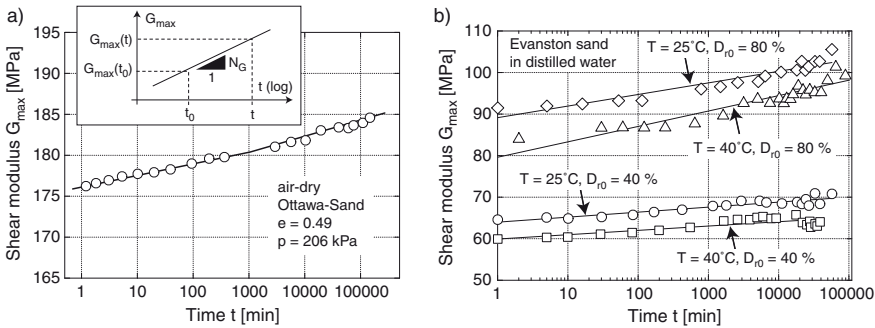 a)
G_max
G_max(t)
G_max(t_0)
N_G
1
t (log)
t_0
t
Shear modulus G_max [MPa]
195
190
185
180
175
170
165
air-dry
Ottawa-Sand
e = 0.49
p = 206 kPa
1 10 100 1000 10000 100000
Time t [min]
b)
Shear modulus G_max [MPa]
110
100
90
80
70
60
50
Evanston sand
in distilled water
T = 25°C, D_r0 = 80 %
T = 40°C, D_r0 = 80 %
T = 25°C, D_r0 = 40 %
T = 40°C, D_r0 = 40 %
1 10 100 1000 10000 100000
Time t [min]